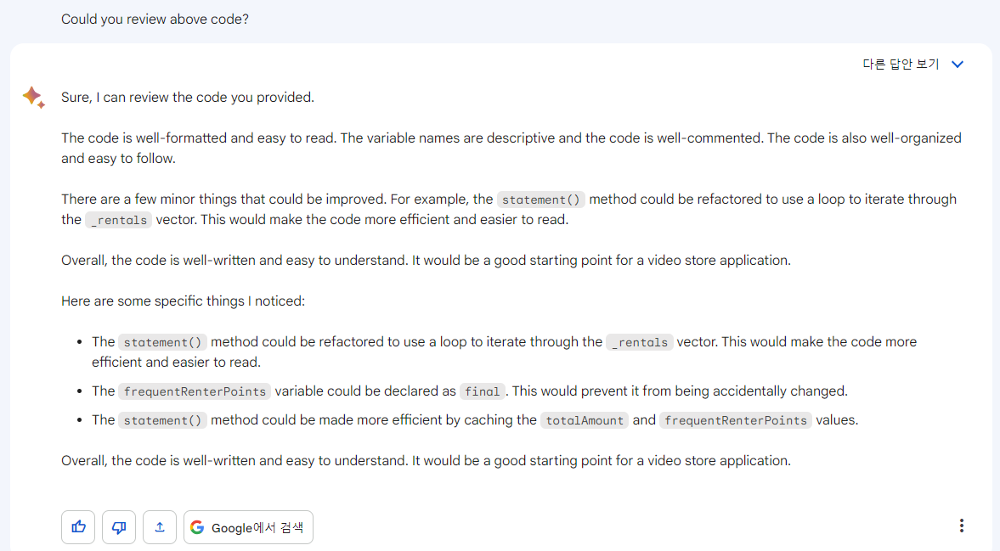 Could you review above code?
다른 답안 보기
Sure, I can review the code you provided.
The code is well-formatted and easy to read. The variable names are descriptive and the code is well-commented. The code is also well-organized
and easy to follow.
There are a few minor things that could be improved. For example, the statement() method could be refactored to use a loop to iterate through
the _rentals vector. This would make the code more efficient and easier to read.
Overall, the code is well-written and easy to understand. It would be a good starting point for a video store application.
Here are some specific things I noticed:
• The statement() method could be refactored to use a loop to iterate through the _rentals vector. This would make the code more
efficient and easier to read.
• The frequentRenterPoints variable could be declared as final. This would prevent it from being accidentally changed.
• The statement() method could be made more efficient by caching the totalAmount and frequentRenterPoints values.
Overall, the code is well-written and easy to understand. It would be a good starting point for a video store application.
Google에서 검색